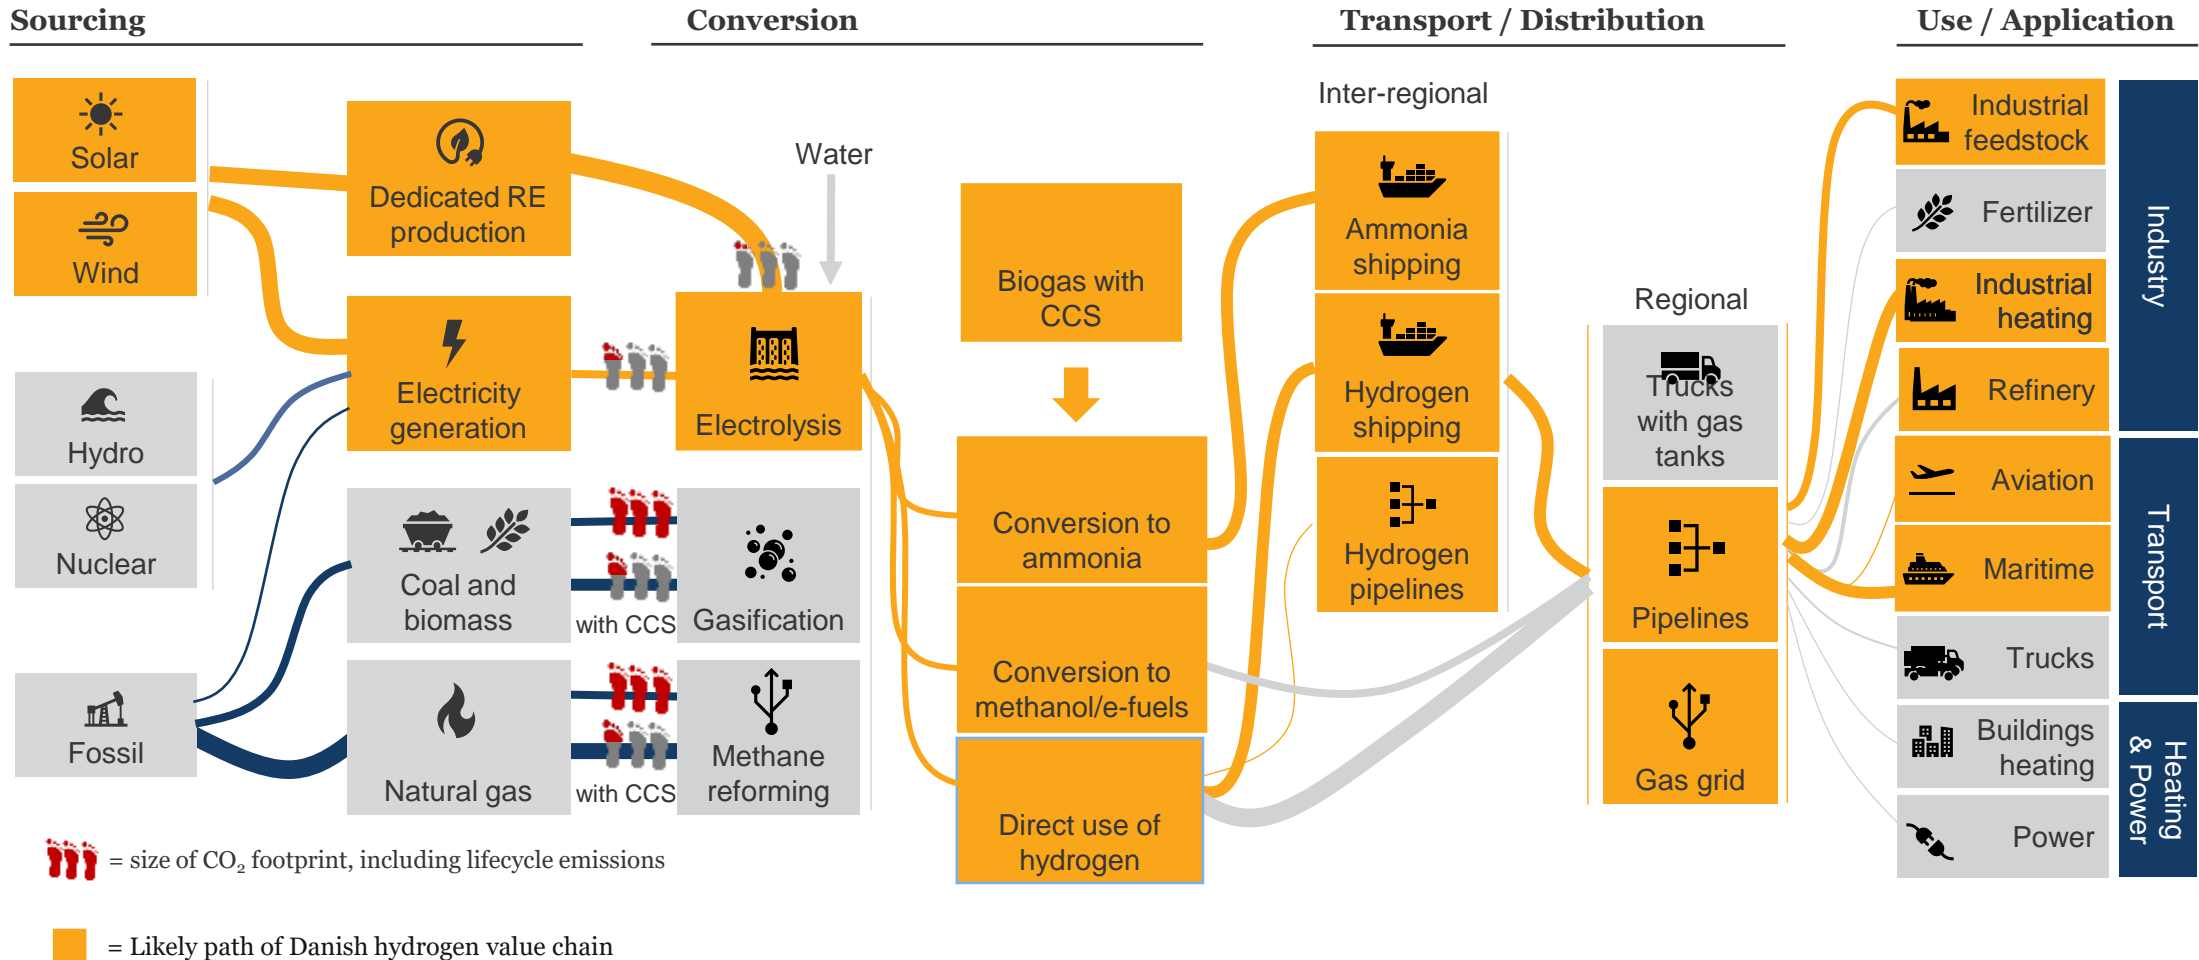 Sourcing
Conversion
Transport / Distribution
Use / Application
Solar
Wind
Hydro
Nuclear
Fossil
Dedicated RE
production
Electricity
generation
Coal and
biomass
Natural gas
with CCS
with CCS
Water
Electrolysis
Gasification
Methane
reforming
Biogas with
CCS
Conversion to
ammonia
Conversion to
methanol/e-fuels
Direct use of
hydrogen
Inter-regional
Ammonia
shipping
Hydrogen
shipping
Hydrogen
pipelines
Regional
Trucks
with gas
tanks
Pipelines
Gas grid
Industrial
feedstock
Fertilizer
Industrial
heating
Refinery
Aviation
Maritime
Trucks
Buildings
heating
Power
Industry
Transport
Heating
& Power
= size of CO₂ footprint, including lifecycle emissions
= Likely path of Danish hydrogen value chain